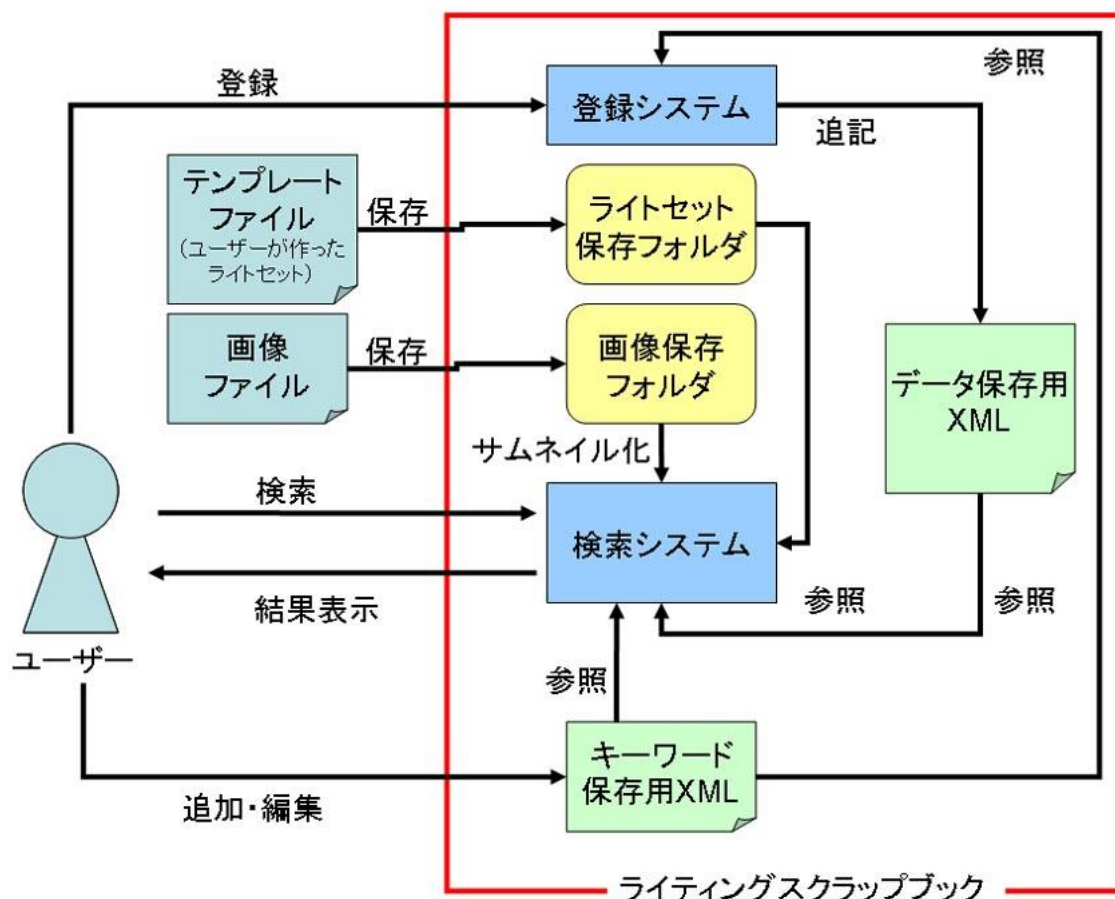 登録
参照
登録システム
追記
テンプレート
ファイル
(ユーザーが作った
ライトセット)
保存
ライトセット
保存フォルダ
画像
ファイル
保存
画像保存
フォルダ
データ保存用
XML
サムネイル化
検索
検索システム
結果表示
参照
参照
ユーザー
参照
キーワード
保存用XML
追加・編集
ライティングスクラップブック